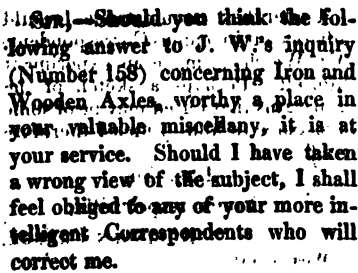 Sir,—Should you think the fol-
lowing answer to J. W.'s inquiry
(Number 158) concerning Iron and
Wooden Axles, worthy a place in
your valuable miscellany, it is at
your service. Should I have taken
a wrong view of the subject, I shall
feel obliged to any of your more in-
telligent Correspondents who will
correct me.